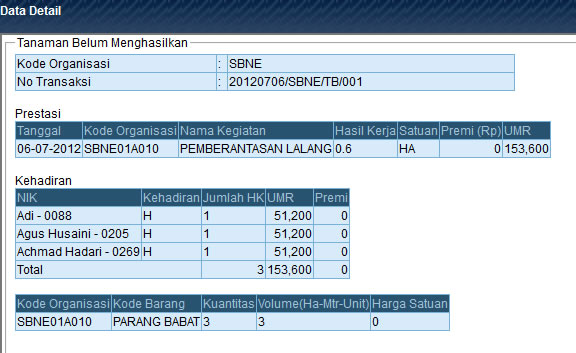 Data Detail
Tanaman Belum Menghasilkan
Kode Organisasi : SBNE
No Transaksi : 20120706/SBNE/TB/001
Prestasi
Tanggal Kode Organisasi Nama Kegiatan Hasil Kerja Satuan Premi (Rp) UMR
06-07-2012 SBNE01A010 PEMBERANTASAN LALANG 0.6 HA 0 153,600
Kehadiran
NIK Kehadiran Jumlah HK UMR Premi
Adi - 0088 H 1 51,200 0
Agus Husaini - 0205 H 1 51,200 0
Achmad Hadari - 0269 H 1 51,200 0
Total 3 153,600 0
Kode Organisasi Kode Barang Kuantitas Volume(Ha-Mtr-Unit) Harga Satuan
SBNE01A010 PARANG BABAT 3 3 0